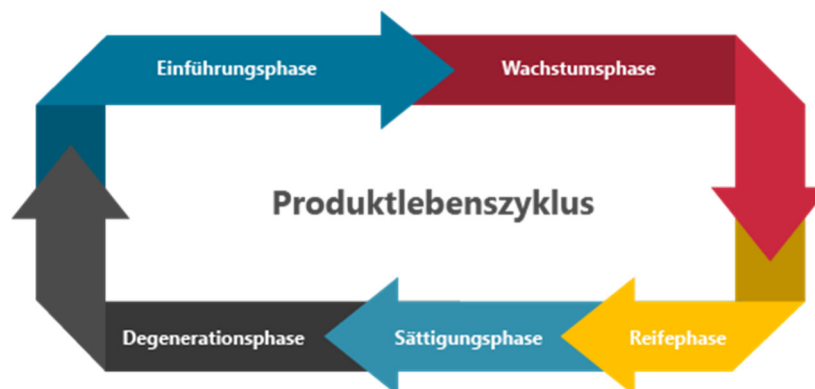 Einführungsphase
Wachstumsphase
Produktlebenszyklus
Degenerationsphase
Sättigungsphase
Reifephase